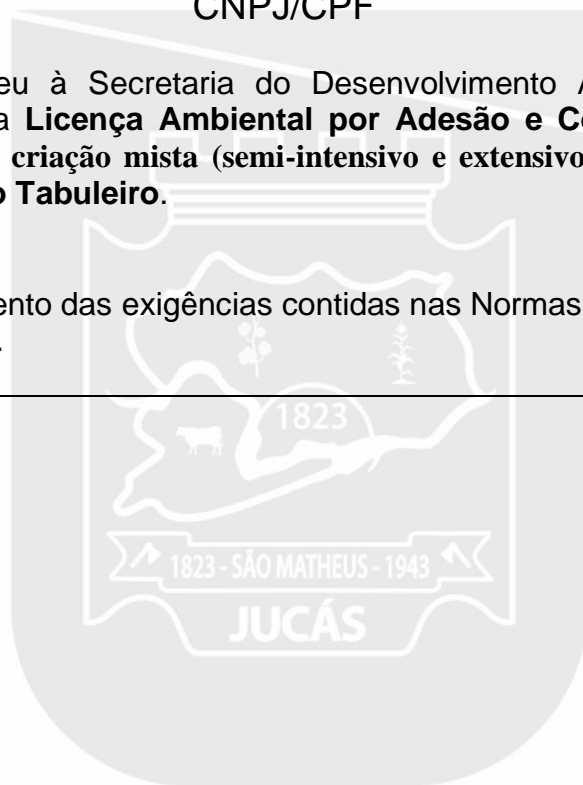 CNPJ/CPF
eu à Secretaria do Desenvolvimento A
a Licença Ambiental por Adesão e C
criação mista (semi-intensivo e extensivo
o Tabuleiro.
ento das exigências contidas nas Normas
.
1823
1823 - SÃO MATHEUS - 1943
JUCÁS